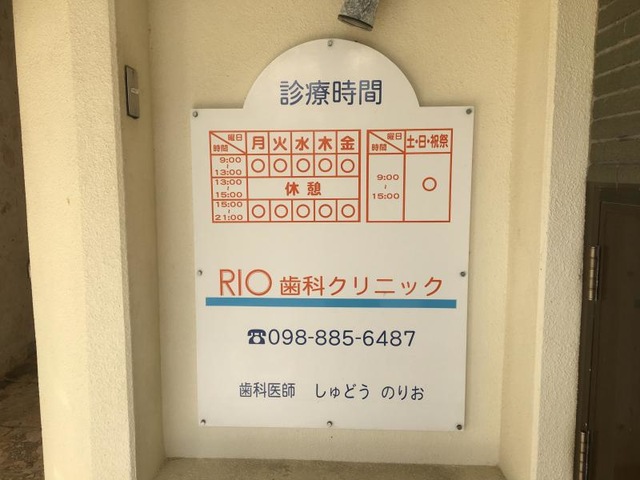 診療時間
曜日 時間 月 火 水 木 金
9:00 ~ 13:00 ○ ○ ○ ○ ○
13:00 ~ 15:00 休憩
15:00 ~ 21:00 ○ ○ ○ ○ ○
曜日 時間 土・日・祝祭
9:00 ~ 15:00 ○
RIO 歯科クリニック
☎098-885-6487
歯科医師 しゅどう のりお